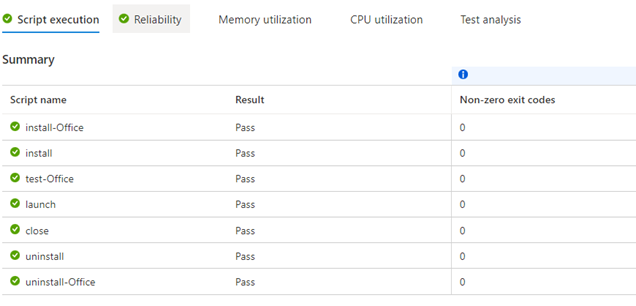 Script execution Reliability Memory utilization CPU utilization Test analysis
Summary
Script name Result Non-zero exit codes
install-Office Pass 0
install Pass 0
test-Office Pass 0
launch Pass 0
close Pass 0
uninstall Pass 0
uninstall-Office Pass 0